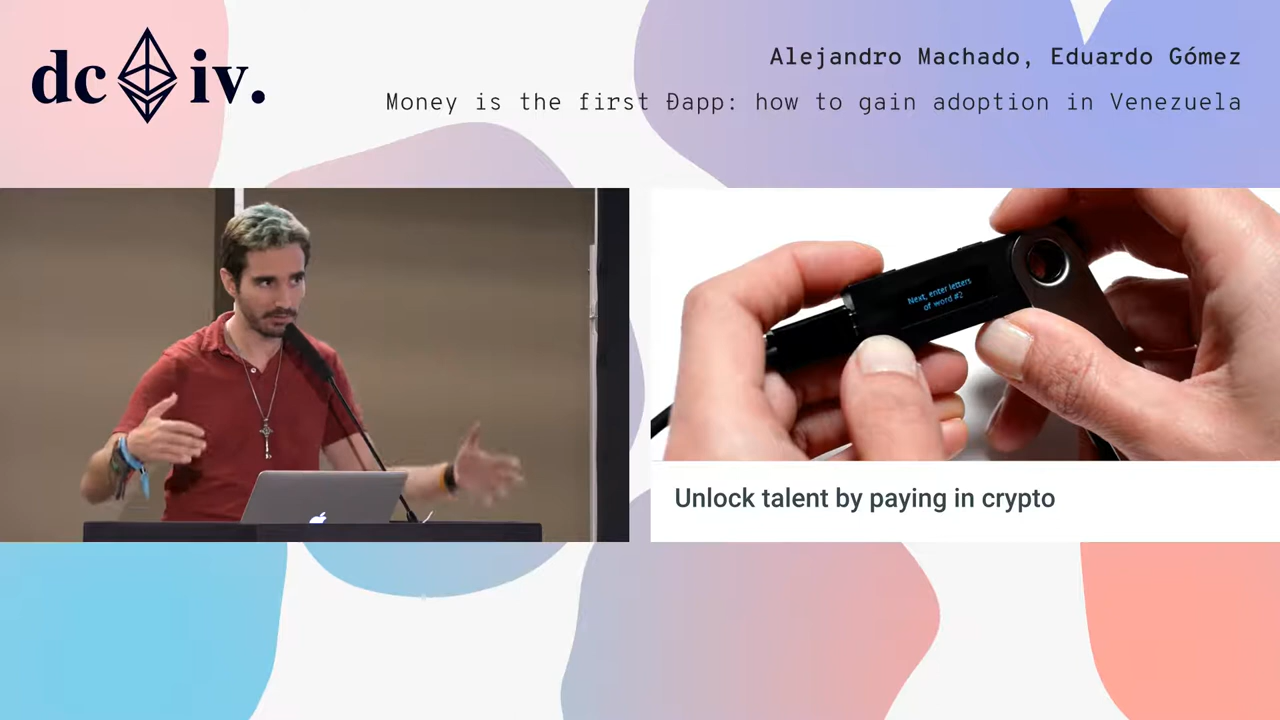 dc iv.
Alejandro Machado, Eduardo Gómez
Money is the first Ðapp: how to gain adoption in Venezuela
Next, enter letters
of word #2
Unlock talent by paying in crypto